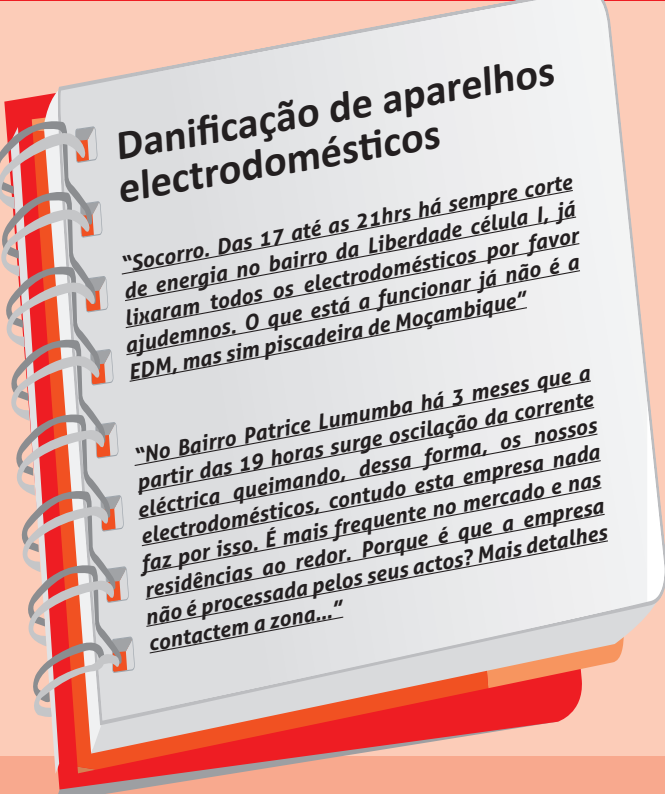 Danificação de aparelhos
electrodomésticos
“Socorro. Das 17 até as 21hrs há sempre corte
de energia no bairro da Liberdade célula I, já
lixaram todos os electrodomésticos por favor
ajudemnos. O que está a funcionar já não é a
EDM, mas sim piscadeira de Moçambique”
“No Bairro Patrice Lumumba há 3 meses que a
partir das 19 horas surge oscilação da corrente
eléctrica queimando, dessa forma, os nossos
electrodomésticos, contudo esta empresa nada
faz por isso. É mais frequente no mercado e nas
residências ao redor. Porque é que a empresa
não é processada pelos seus actos? Mais detalhes
contactem a zona...”